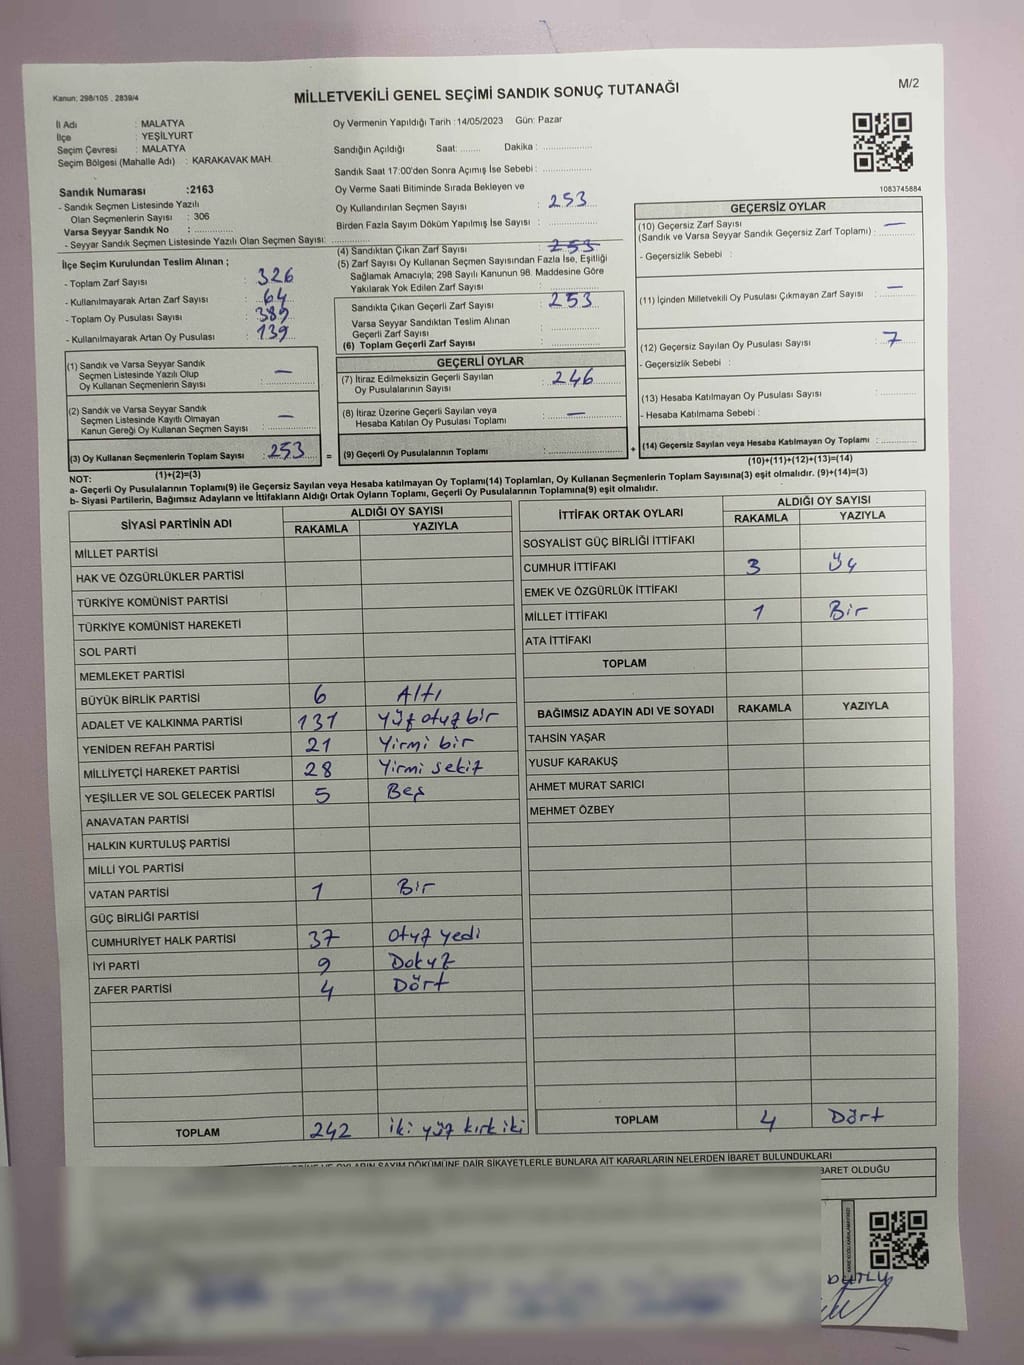 Kanun: 298/105 , 2839/4
MİLLETVEKİLİ GENEL SEÇİMİ SANDIK SONUÇ TUTANAĞI
M/2
İl Adı : MALATYA
İlçe : YEŞİLYURT
Seçim Çevresi : MALATYA
Seçim Bölgesi (Mahalle Adı) : KARAKAVAK MAH.
Sandık Numarası :2163
- Sandık Seçmen Listesinde Yazılı
Olan Seçmenlerin Sayısı : 306
Varsa Seyyar Sandık No : ..............
- Seyyar Sandık Seçmen Listesinde Yazılı Olan Seçmen Sayısı: ..............
İlçe Seçim Kurulundan Teslim Alınan ;
- Toplam Zarf Sayısı : 326
- Kullanılmayarak Artan Zarf Sayısı : 64
- Toplam Oy Pusulası Sayısı : 389
- Kullanılmayarak Artan Oy Pusulası : 139
Oy Vermenin Yapıldığı Tarih :14/05/2023 Gün: Pazar
Sandığın Açıldığı Saat: ........ Dakika : ..............
Sandık Saat 17:00'den Sonra Açımış İse Sebebi : ..............
Oy Verme Saati Bitiminde Sırada Bekleyen ve
Oy Kullandırılan Seçmen Sayısı : 253
Birden Fazla Sayım Döküm Yapılmış İse Sayısı : ..............
(4) Sandıktan Çıkan Zarf Sayısı : 253
(5) Zarf Sayısı Oy Kullanan Seçmen Sayısından Fazla İse, Eşitliği
Sağlamak Amacıyla; 298 Sayılı Kanunun 98. Maddesine Göre
Yakılarak Yok Edilen Zarf Sayısı : ..............
Sandıkta Çıkan Geçerli Zarf Sayısı : 253
Varsa Seyyar Sandıktan Teslim Alınan
Geçerli Zarf Sayısı : ..............
(6) Toplam Geçerli Zarf Sayısı : ..............
1083745884
GEÇERSİZ OYLAR
(10) Geçersiz Zarf Sayısı
(Sandık ve Varsa Seyyar Sandık Geçersiz Zarf Toplamı) : —
- Geçersizlik Sebebi :
(11) İçinden Milletvekili Oy Pusulası Çıkmayan Zarf Sayısı : —
(12) Geçersiz Sayılan Oy Pusulası Sayısı : 7
- Geçersizlik Sebebi :
(13) Hesaba Katılmayan Oy Pusulası Sayısı : ..............
- Hesaba Katılmama Sebebi :
(14) Geçersiz Sayılan veya Hesaba Katılmayan Oy Toplamı : ..............
(10)+(11)+(12)+(13)=(14)
(1) Sandık ve Varsa Seyyar Sandık
Seçmen Listesinde Yazılı Olup
Oy Kullanan Seçmenlerin Sayısı : —
(2) Sandık ve Varsa Seyyar Sandık
Seçmen Listesinde Kayıtlı Olmayan
Kanun Gereği Oy Kullanan Seçmen Sayısı : —
(3) Oy Kullanan Seçmenlerin Toplam Sayısı : 253
(1)+(2)=(3)
=
GEÇERLİ OYLAR
(7) İtiraz Edilmeksizin Geçerli Sayılan
Oy Pusulalarının Sayısı : 246
(8) İtiraz Üzerine Geçerli Sayılan veya
Hesaba Katılan Oy Pusulası Toplamı : —
(9) Geçerli Oy Pusulalarının Toplamı : ..............
+
NOT:
a- Geçerli Oy Pusulalarının Toplamı(9) ile Geçersiz Sayılan veya Hesaba katılmayan Oy Toplamı(14) Toplamları, Oy Kullanan Seçmenlerin Toplam Sayısına(3) eşit olmalıdır. (9)+(14)=(3)
b- Siyasi Partilerin, Bağımsız Adayların ve İttifakların Aldığı Ortak Oyların Toplamı, Geçerli Oy Pusulalarının Toplamına(9) eşit olmalıdır.
SİYASİ PARTİNİN ADI ALDIĞI OY SAYISI
RAKAMLA YAZIYLA
MİLLET PARTİSİ
HAK VE ÖZGÜRLÜKLER PARTİSİ
TÜRKİYE KOMÜNİST PARTİSİ
TÜRKİYE KOMÜNİST HAREKETİ
SOL PARTİ
MEMLEKET PARTİSİ
BÜYÜK BİRLİK PARTİSİ 6 Altı
ADALET VE KALKINMA PARTİSİ 131 Yüz otuz bir
YENİDEN REFAH PARTİSİ 21 Yirmi bir
MİLLİYETÇİ HAREKET PARTİSİ 28 Yirmi sekiz
YEŞİLLER VE SOL GELECEK PARTİSİ 5 Beş
ANAVATAN PARTİSİ
HALKIN KURTULUŞ PARTİSİ
MİLLİ YOL PARTİSİ
VATAN PARTİSİ 1 Bir
GÜÇ BİRLİĞİ PARTİSİ
CUMHURİYET HALK PARTİSİ 37 Otuz yedi
İYİ PARTİ 9 Dokuz
ZAFER PARTİSİ 4 Dört
TOPLAM 242 iki yüz kırk iki
İTTİFAK ORTAK OYLARI ALDIĞI OY SAYISI
RAKAMLA YAZIYLA
SOSYALİST GÜÇ BİRLİĞİ İTTİFAKI
CUMHUR İTTİFAKI 3 Üç
EMEK VE ÖZGÜRLÜK İTTİFAKI
MİLLET İTTİFAKI 1 Bir
ATA İTTİFAKI
TOPLAM
BAĞIMSIZ ADAYIN ADI VE SOYADI RAKAMLA YAZIYLA
TAHSİN YAŞAR
YUSUF KARAKUŞ
AHMET MURAT SARICI
MEHMET ÖZBEY
TOPLAM 4 Dört
OYLARIN SAYIM DÖKÜMÜNE DAİR ŞİKAYETLERLE BUNLARA AİT KARARLARIN NELERDEN İBARET BULUNDUKLARI
BARET OLDUĞU